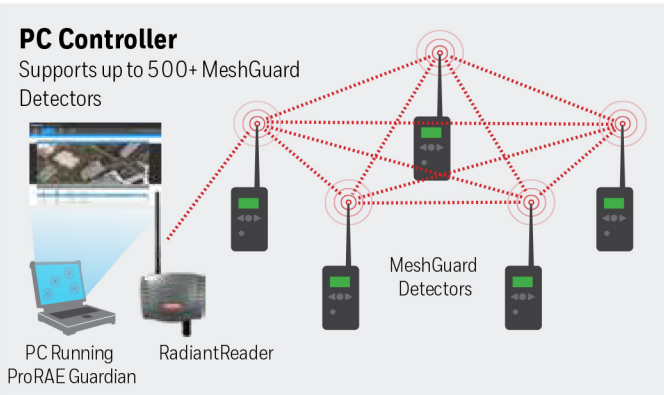 PC Controller
Supports up to 500+ MeshGuard
Detectors
MeshGuard
Detectors
PC Running
ProRAE Guardian
RadiantReader